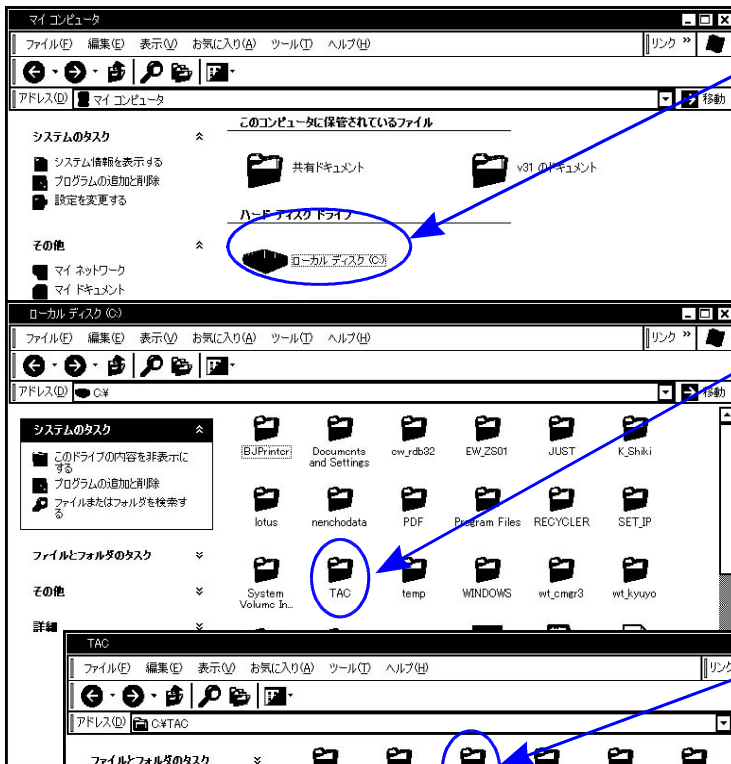 マイ コンピュータ
ファイル(F) 編集(E) 表示(V) お気に入り(A) ツール(T) ヘルプ(H) リンク »
アドレス(D) マイ コンピュータ 移動
システムのタスク
システム情報を表示する
プログラムの追加と削除
設定を変更する
その他
マイ ネットワーク
マイ ドキュメント
このコンピュータに保管されているファイル
共有ドキュメント v31 のドキュメント
ハード ディスク ドライブ
ローカル ディスク (C:)
ローカル ディスク (C:)
ファイル(F) 編集(E) 表示(V) お気に入り(A) ツール(T) ヘルプ(H) リンク »
アドレス(D) C:¥ 移動
システムのタスク
このドライブの内容を非表示に
する
プログラムの追加と削除
ファイルまたはフォルダを検索す
る
ファイルとフォルダのタスク
その他
詳細
BJPrinter Documents
and Settings cw_rdb32 EW_ZS01 JUST K_Shiki
lotus nenchodata PDF Program Files RECYCLER SET_IP
System
Volume In... TAC temp WINDOWS wt_cmgr3 wt_kyuyo
TAC
ファイル(F) 編集(E) 表示(V) お気に入り(A) ツール(T) ヘルプ(H)
アドレス(D) C:¥TAC
ファイルとフォルダのタスク